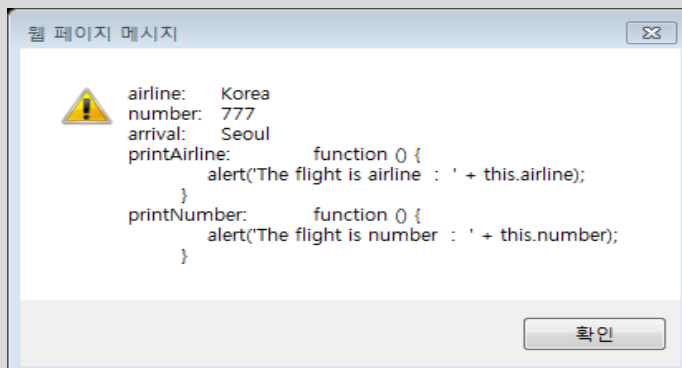 웹 페이지 메시지
airline: Korea
number: 777
arrival: Seoul
printAirline: function () {
alert('The flight is airline : ' + this.airline);
}
printNumber: function () {
alert('The flight is number : ' + this.number);
}
확인